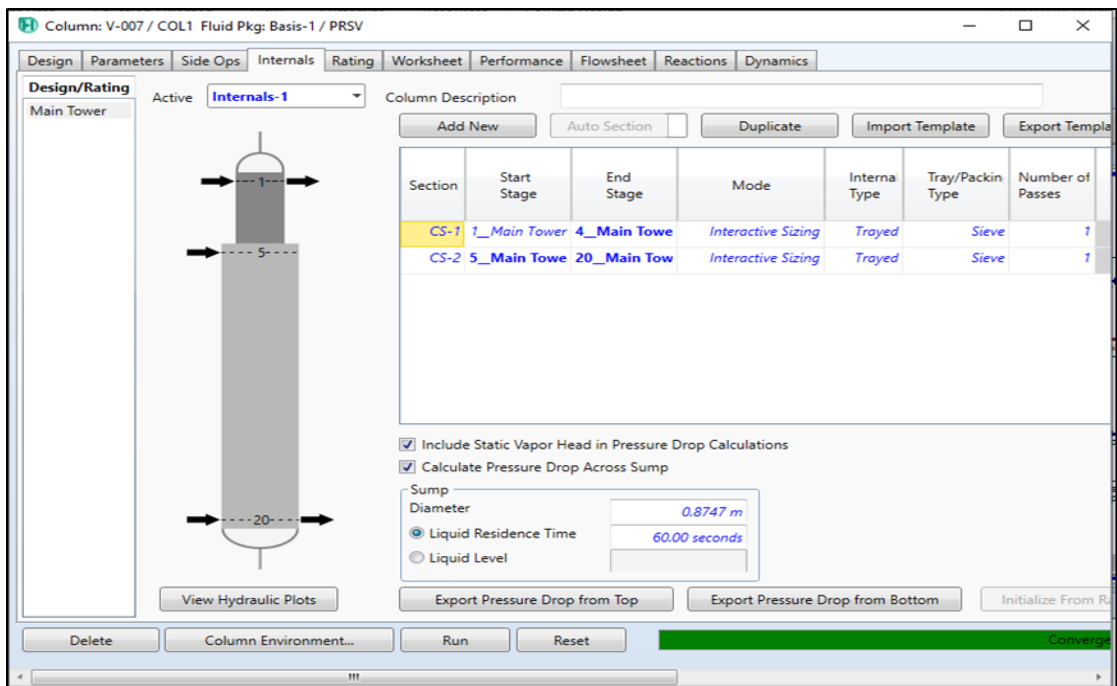 Column: V-007 / COL1 Fluid Pkg: Basis-1 / PRSV
Design Parameters Side Ops Internals Rating Worksheet Performance Flowsheet Reactions Dynamics
Design/Rating
Main Tower
Active Internals-1 Column Description
Add New Auto Section Duplicate Import Template Export Templa
Section Start Stage End Stage Mode Interna Type Tray/Packin Type Number of Passes
CS-1 1__Main Tower 4__Main Towe Interactive Sizing Trayed Sieve 1
CS-2 5__Main Towe 20__Main Tow Interactive Sizing Trayed Sieve 1
1
5
20
Include Static Vapor Head in Pressure Drop Calculations
Calculate Pressure Drop Across Sump
Sump
Diameter 0.8747 m
Liquid Residence Time 60.00 seconds
Liquid Level
View Hydraulic Plots Export Pressure Drop from Top Export Pressure Drop from Bottom Initialize From Ra
Delete Column Environment... Run Reset Converge